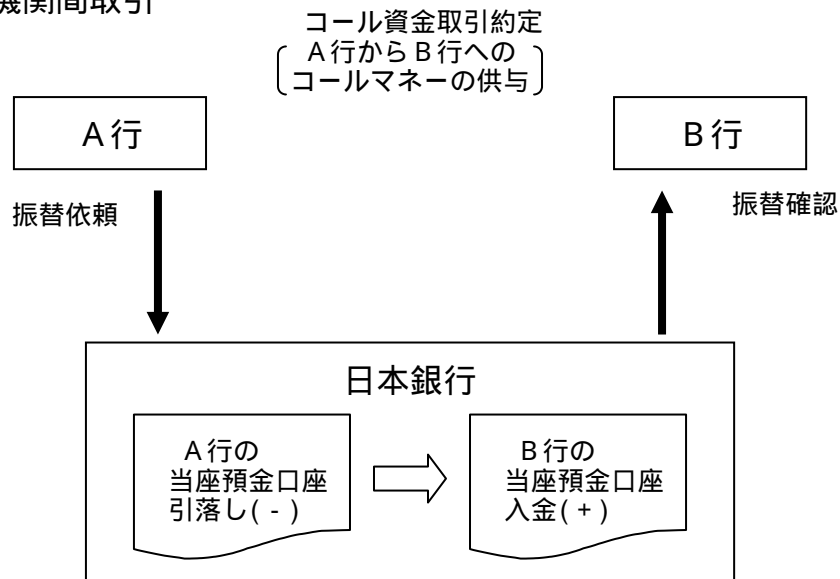 機関間取引
コール資金取引約定
A行からB行への
コールマネーの供与
A行
B行
振替依頼
振替確認
日本銀行
A行の
当座預金口座
引落し(-)
B行の
当座預金口座
入金(+)